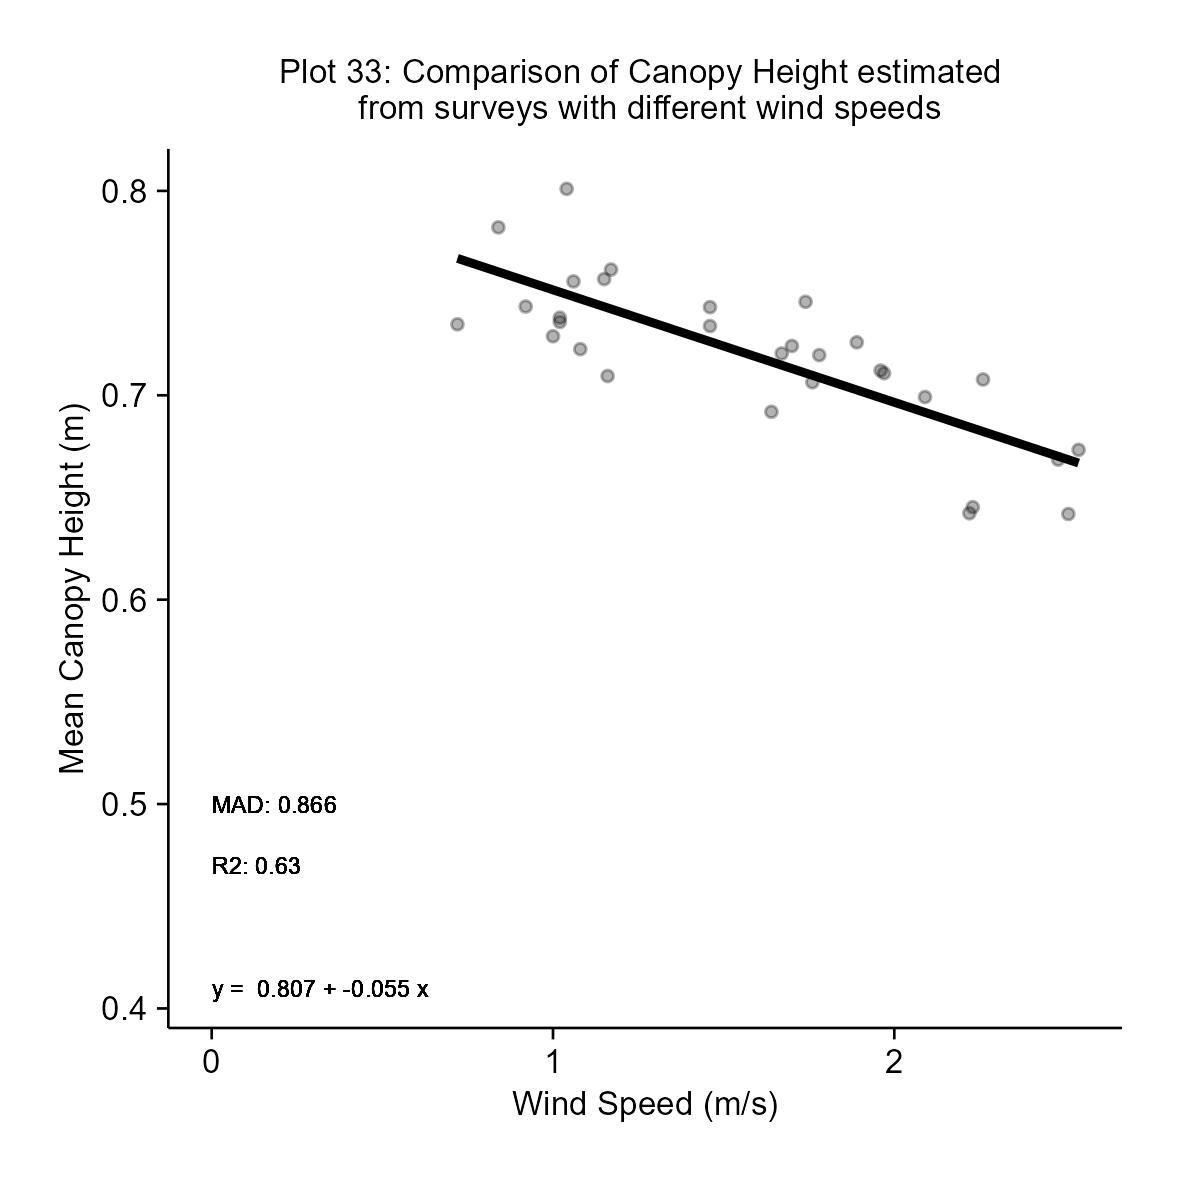 Plot 33: Comparison of Canopy Height estimated
from surveys with different wind speeds
Mean Canopy Height (m)
0.8
0.7
0.6
0.5
0.4
MAD: 0.866
R2: 0.63
y =  0.807 + -0.055 x
0
1
2
Wind Speed (m/s)